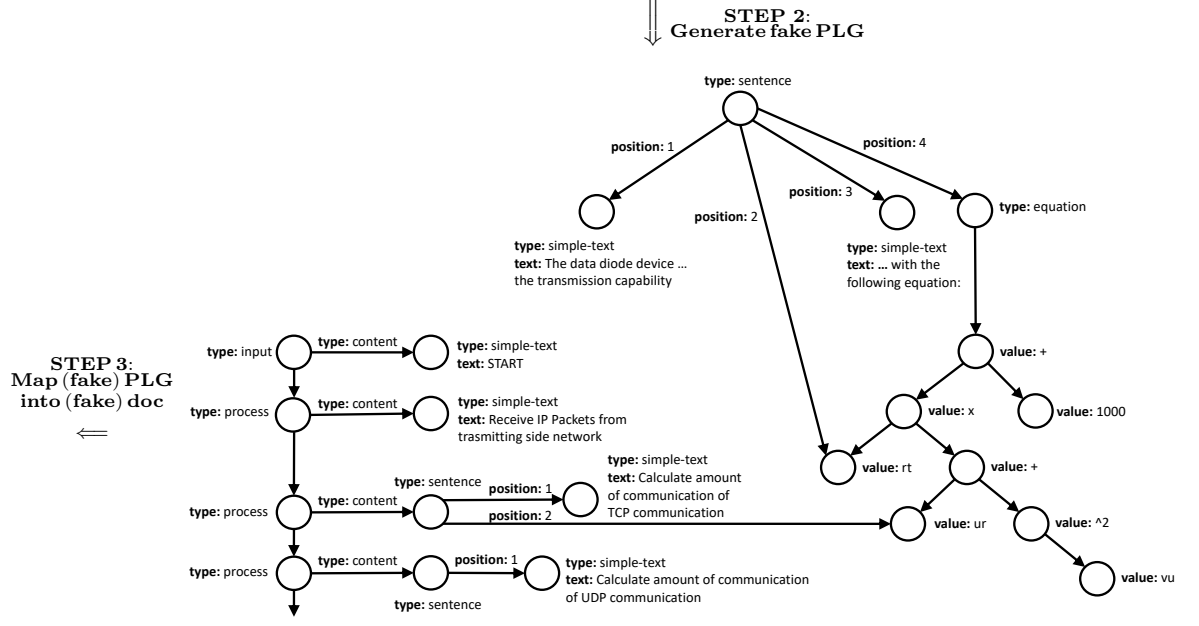 STEP 2:
Generate fake PLG
type: sentence
position: 1
position: 4
position: 3
position: 2
type: equation
type: simple-text
text: The data diode device ...
the transmission capability
type: simple-text
text: ... with the
following equation:
STEP 3:
Map (fake) PLG
into (fake) doc
type: input
type: content
type: simple-text
text: START
value: +
type: process
type: content
type: simple-text
text: Receive IP Packets from
trasmitting side network
value: x
value: 1000
value: rt
value: +
type: process
type: content
type: sentence
position: 1
position: 2
type: simple-text
text: Calculate amount
of communication of
TCP communication
value: ur
value: ^2
type: process
type: content
type: sentence
position: 1
type: simple-text
text: Calculate amount of communication
of UDP communication
value: vu